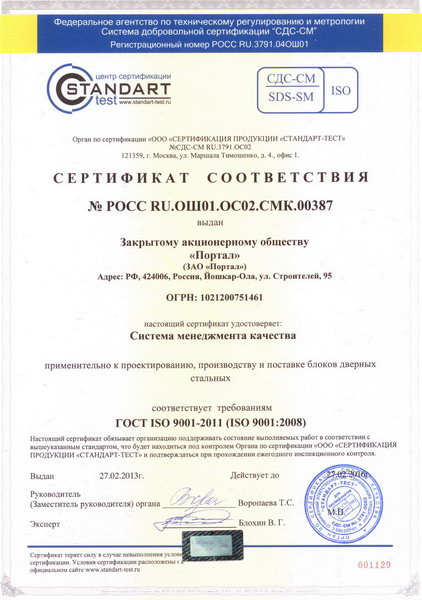 Федеральное агентство по техническому регулированию и метрологии
Система добровольной сертификации "СДС-СМ"
Регистрационный номер РОСС RU.3791.04ОШ01
центр сертификации
STANDART
test
www.standart-test.ru
СДС-СМ
SDS-SM
ISO
Орган по сертификации «ООО «СЕРТИФИКАЦИЯ ПРОДУКЦИИ «СТАНДАРТ-ТЕСТ»
№СДС-СМ RU.3791.ОС02
121359, г. Москва, ул. Маршала Тимошенко, д. 4., офис 1.
СЕРТИФИКАТ СООТВЕТСТВИЯ
№ РОСС RU.ОШ01.ОС02.СМК.00387
выдан
Закрытому акционерному обществу
«Портал»
(ЗАО «Портал»)
Адрес: РФ, 424006, Россия, Йошкар-Ола, ул. Строителей, 95
ОГРН: 1021200751461
настоящий сертификат удостоверяет:
Система менеджмента качества
применительно к проектированию, производству и поставке блоков дверных
стальных
соответствует требованиям
ГОСТ ISO 9001-2011 (ISO 9001:2008)
Настоящий сертификат обязывает организацию поддерживать состояние выполняемых работ в соответствии с
вышеуказанным стандартом, что будет находиться под контролем Органа по сертификации «ООО «СЕРТИФИКАЦИЯ
ПРОДУКЦИИ «СТАНДАРТ-ТЕСТ» и подтверждаться при прохождении ежегодного инспекционного контроля.
Выдан 27.02.2013г. Действует до 27.02.2016г
Руководитель
(Заместитель руководителя) органа Воропаева Т.С.
М.П.
Эксперт Блохин В. Г.
Сертификат теряет силу в случае невыполнения условий
сертификации. Условия сертификации расположены на
официальном сайте www.standart-test.ru
001129